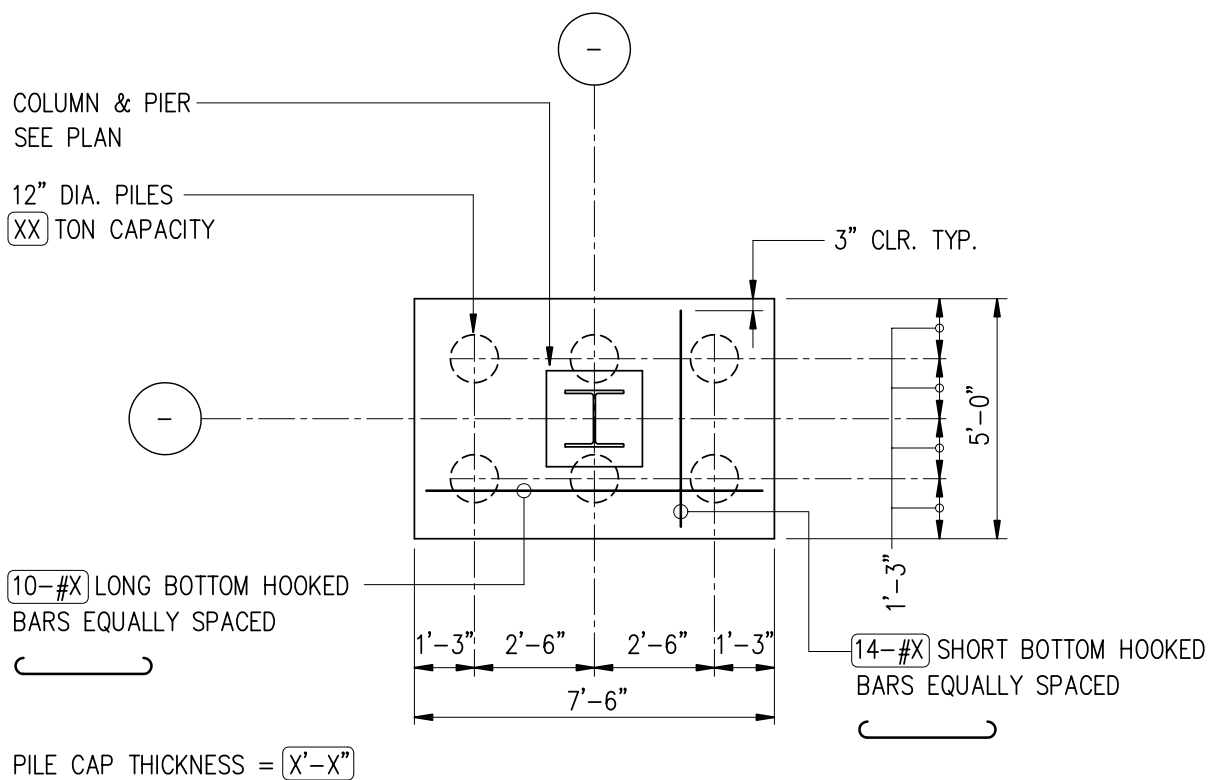 –
COLUMN & PIER
SEE PLAN
12” DIA. PILES
XX TON CAPACITY
3” CLR. TYP.
–
5’-0”
1’-3”
10-#X LONG BOTTOM HOOKED
BARS EQUALLY SPACED
1’-3”
2’-6”
2’-6”
1’-3”
7’-6”
14-#X SHORT BOTTOM HOOKED
BARS EQUALLY SPACED
PILE CAP THICKNESS = X’-X”